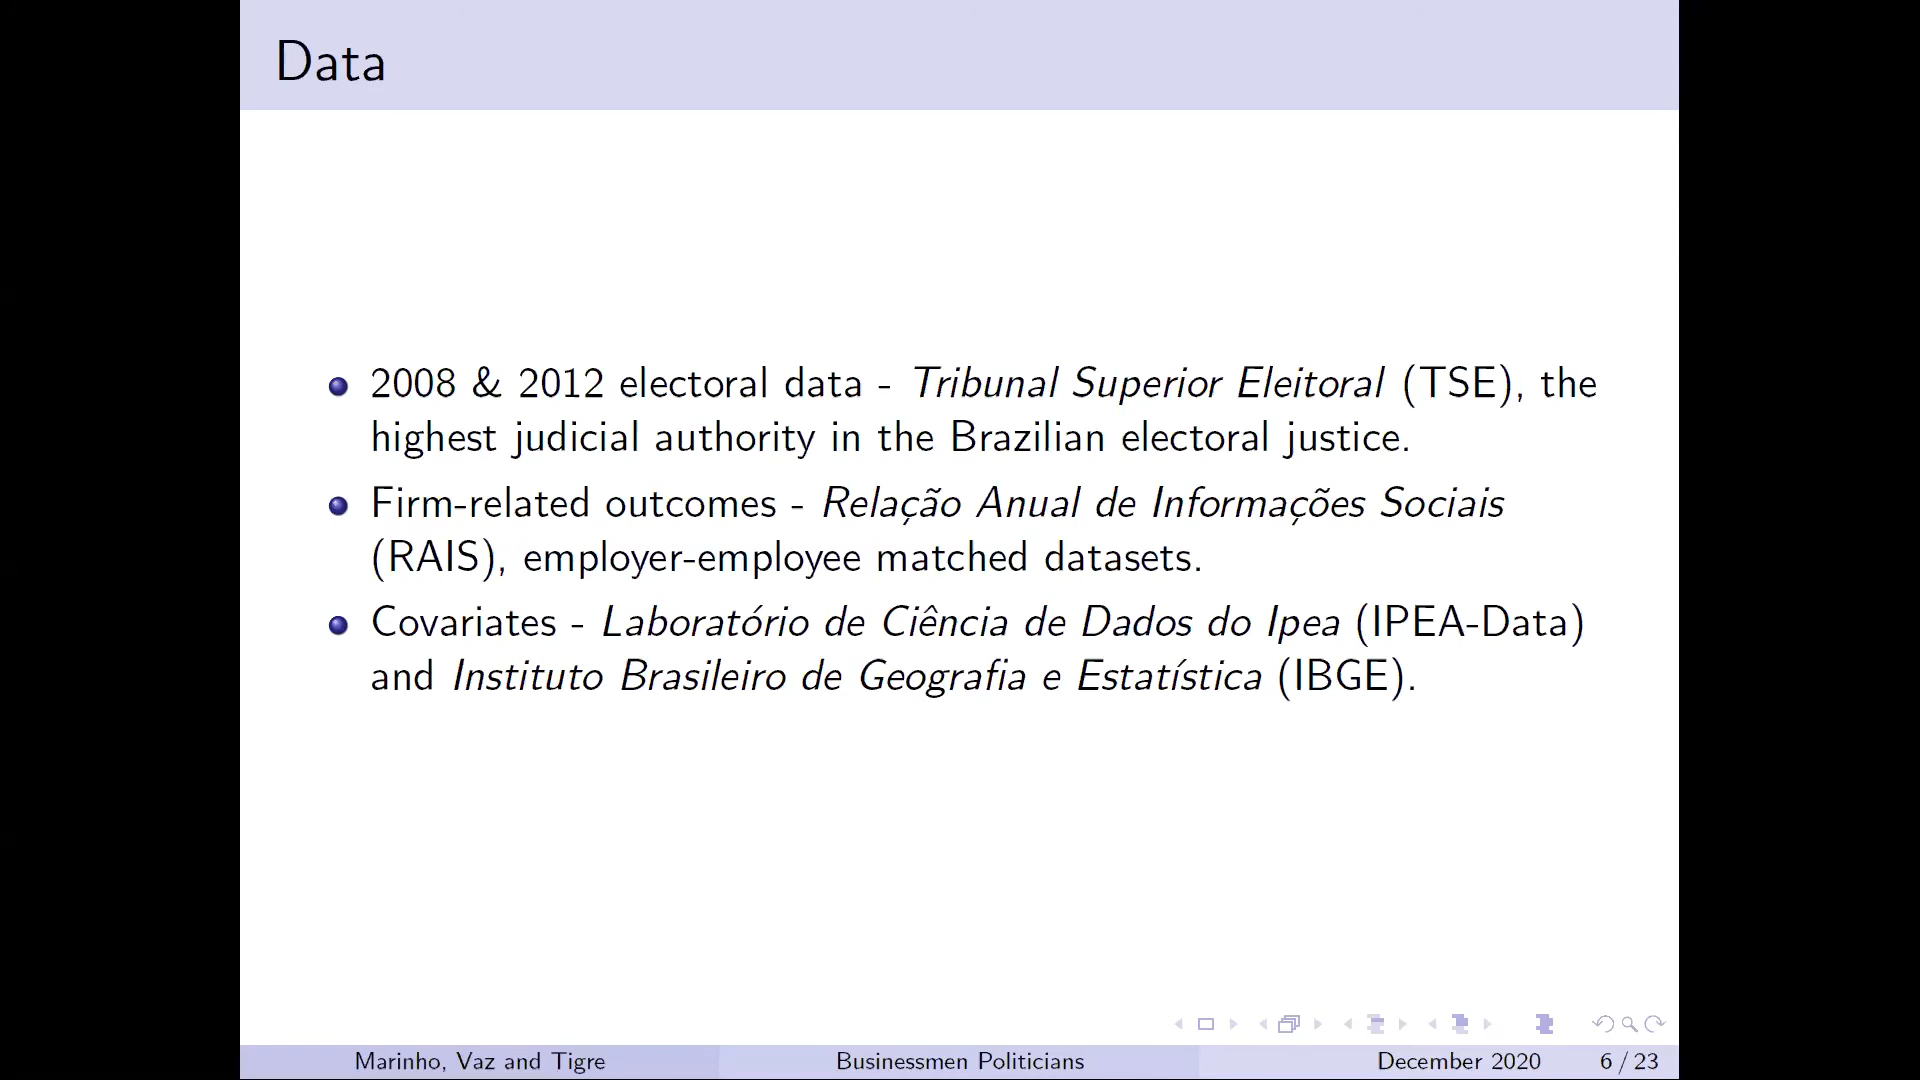 Data
2008 & 2012 electoral data - Tribunal Superior Eleitoral (TSE), the
highest judicial authority in the Brazilian electoral justice.
Firm-related outcomes - Relação Anual de Informações Sociais
(RAIS), employer-employee matched datasets.
Covariates - Laboratório de Ciência de Dados do Ipea (IPEA-Data)
and Instituto Brasileiro de Geografia e Estatística (IBGE).
Marinho, Vaz and Tigre Businessmen Politicians December 2020 6 / 23